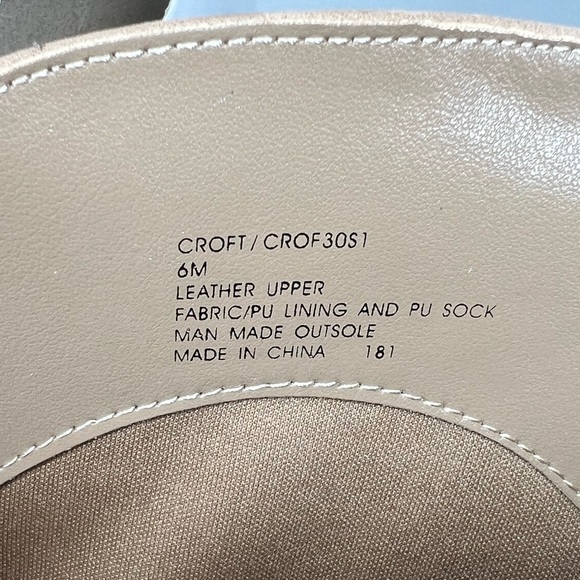 CROFT/CROF30S1
6M
LEATHER UPPER
FABRIC/PU LINING AND PU SOCK
MAN MADE OUTSOLE
MADE IN CHINA 181